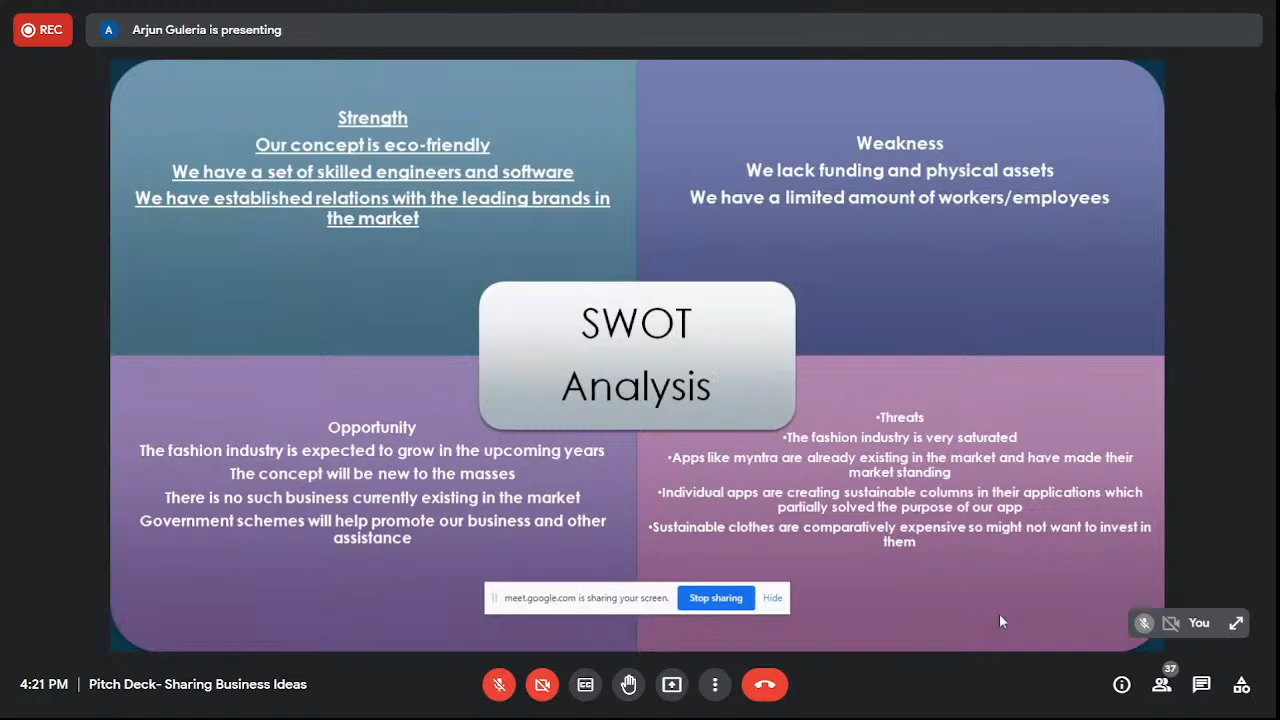 REC
A
Arjun Guleria is presenting
Strength
Our concept is eco-friendly
We have a set of skilled engineers and software
We have established relations with the leading brands in
the market
Weakness
We lack funding and physical assets
We have a limited amount of workers/employees
SWOT
Analysis
Opportunity
The fashion industry is expected to grow in the upcoming years
The concept will be new to the masses
There is no such business currently existing in the market
Government schemes will help promote our business and other
assistance
•Threats
•The fashion industry is very saturated
•Apps like myntra are already existing in the market and have made their
market standing
•Individual apps are creating sustainable columns in their applications which
partially solved the purpose of our app
•Sustainable clothes are comparatively expensive so might not want to invest in
them
meet.google.com is sharing your screen.
Stop sharing
Hide
You
4:21 PM | Pitch Deck- Sharing Business Ideas
CC
37